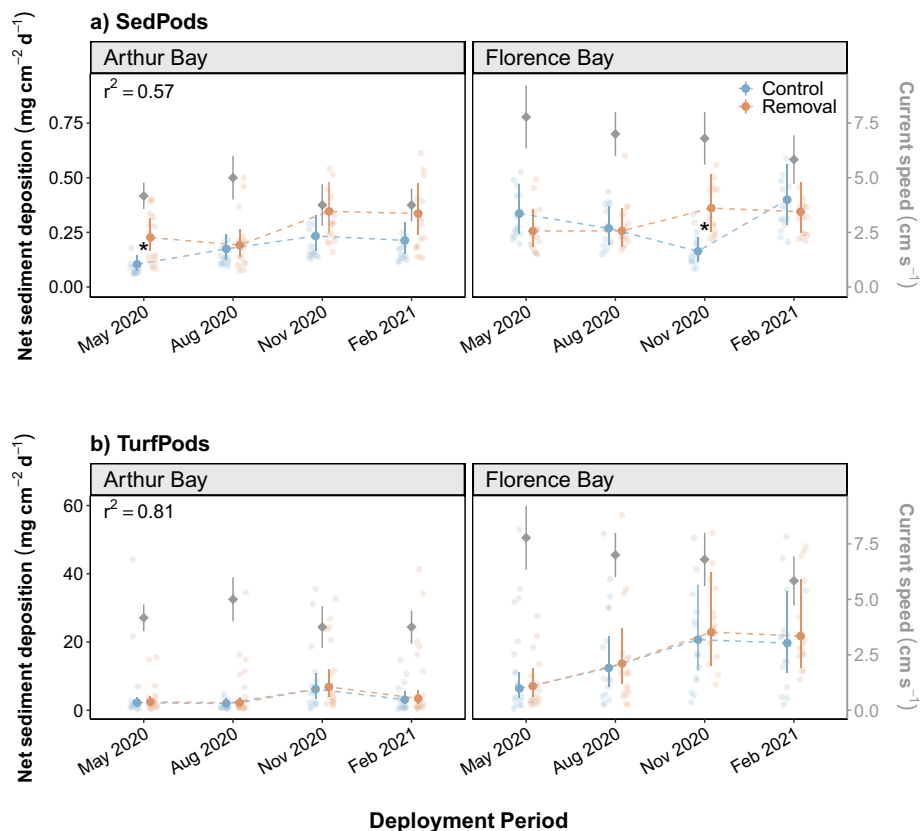 a) SedPods
Arthur Bay
Florence Bay
r² = 0.57
Control
Removal
Net sediment deposition (mg cm⁻² d⁻¹)
0.75
0.50
0.25
0.00
*
*
Current speed (cm s⁻¹)
7.5
5.0
2.5
0.0
May 2020
Aug 2020
Nov 2020
Feb 2021
May 2020
Aug 2020
Nov 2020
Feb 2021
b) TurfPods
Arthur Bay
Florence Bay
r² = 0.81
Net sediment deposition (mg cm⁻² d⁻¹)
60
40
20
0
Current speed (cm s⁻¹)
7.5
5.0
2.5
0.0
May 2020
Aug 2020
Nov 2020
Feb 2021
May 2020
Aug 2020
Nov 2020
Feb 2021
Deployment Period